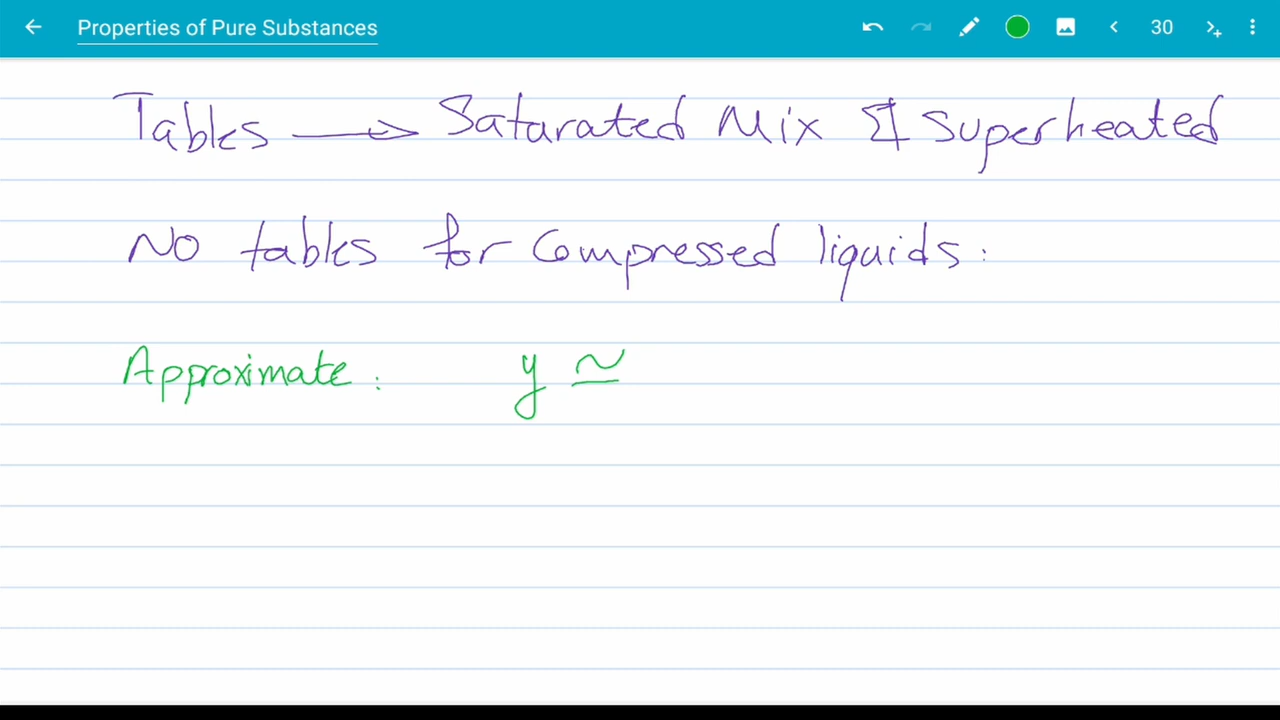 Properties of Pure Substances
30
Tables → Saturated Mix & Superheated
No tables for compressed liquids:
Approximate: y ≃